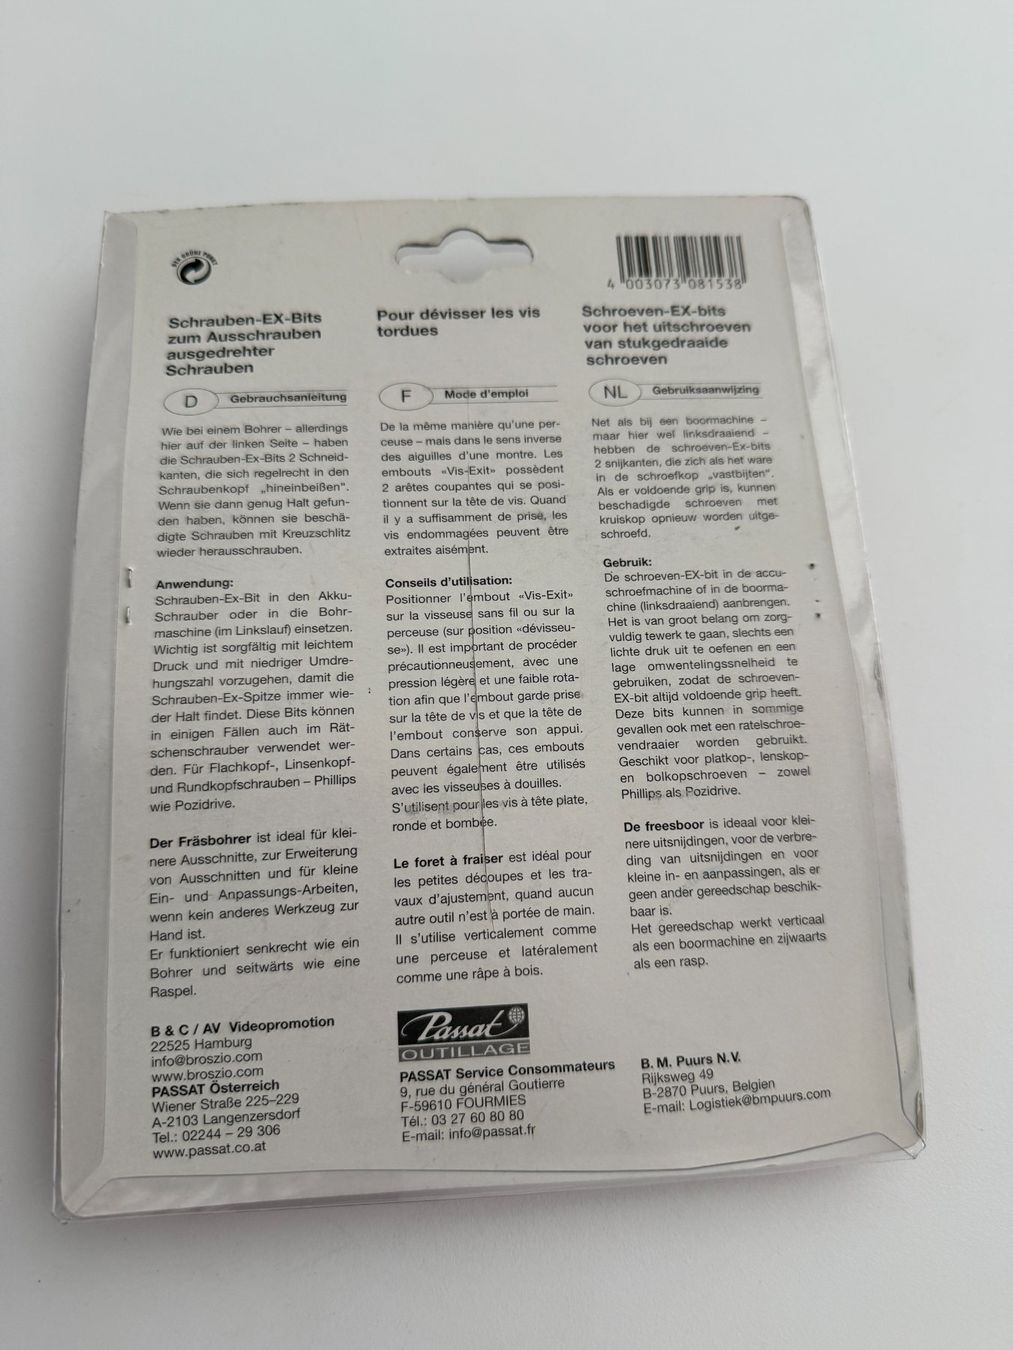 DER GRÜNE PUNKT
4 003073 081538
Schrauben-EX-Bits
zum Ausschrauben
ausgedrehter
Schrauben
D Gebrauchsanleitung
Wie bei einem Bohrer – allerdings
hier auf der linken Seite – haben
die Schrauben-Ex-Bits 2 Schneid-
kanten, die sich regelrecht in den
Schraubenkopf „hineinbeißen".
Wenn sie dann genug Halt gefun-
den haben, können sie beschä-
digte Schrauben mit Kreuzschlitz
wieder herausschrauben.
Anwendung:
Schrauben-Ex-Bit in den Akku-
Schrauber oder in die Bohr-
maschine (im Linkslauf) einsetzen.
Wichtig ist sorgfältig mit leichtem
Druck und mit niedriger Umdre-
hungszahl vorzugehen, damit die
Schrauben-Ex-Spitze immer wie-
der Halt findet. Diese Bits können
in einigen Fällen auch im Rät-
schenschrauber verwendet wer-
den. Für Flachkopf-, Linsenkopf-
und Rundkopfschrauben – Phillips
wie Pozidrive.
Der Fräsbohrer ist ideal für klei-
nere Ausschnitte, zur Erweiterung
von Ausschnitten und für kleine
Ein- und Anpassungs-Arbeiten,
wenn kein anderes Werkzeug zur
Hand ist.
Er funktioniert senkrecht wie ein
Bohrer und seitwärts wie eine
Raspel.
B & C / AV Videopromotion
22525 Hamburg
info@broszio.com
www.broszio.com
PASSAT Österreich
Wiener Straße 225–229
A-2103 Langenzersdorf
Tel.: 02244 – 29 306
www.passat.co.at
Pour dévisser les vis
tordues
F Mode d'emploi
De la même manière qu'une per-
ceuse – mais dans le sens inverse
des aiguilles d'une montre. Les
embouts «Vis-Exit» possèdent
2 arêtes coupantes qui se posi-
tionnent sur la tête de vis. Quand
il y a suffisamment de prise, les
vis endommagées peuvent être
extraites aisément.
Conseils d'utilisation:
Positionner l'embout «Vis-Exit»
sur la visseuse sans fil ou sur la
perceuse (sur position «dévisseu-
se»). Il est important de procéder
précautionneusement, avec une
pression légère et une faible rota-
tion afin que l'embout garde prise
sur la tête de vis et que la tête de
l'embout conserve son appui.
Dans certains cas, ces embouts
peuvent également être utilisés
avec les visseuses à douilles.
S'utilisent pour les vis à tête plate,
ronde et bombée.
Le foret à fraiser est idéal pour
les petites découpes et les tra-
vaux d'ajustement, quand aucun
autre outil n'est à portée de main.
Il s'utilise verticalement comme
une perceuse et latéralement
comme une râpe à bois.
Passat
OUTILLAGE
PASSAT Service Consommateurs
9, rue du général Goutierre
F-59610 FOURMIES
Tél.: 03 27 60 80 80
E-mail: info@passat.fr
Schroeven-EX-bits
voor het uitschroeven
van stukgedraaide
schroeven
NL Gebruiksaanwijzing
Net als bij een boormachine –
maar hier wel linksdraaiend –
hebben de schroeven-Ex-bits
2 snijkanten, die zich als het ware
in de schroefkop „vastbijten".
Als er voldoende grip is, kunnen
beschadigde schroeven met
kruiskop opnieuw worden uitge-
schroefd.
Gebruik:
De schroeven-EX-bit in de accu-
schroefmachine of in de boorma-
chine (linksdraaiend) aanbrengen.
Het is van groot belang om zorg-
vuldig tewerk te gaan, slechts een
lichte druk uit te oefenen en een
lage omwentelingssnelheid te
gebruiken, zodat de schroeven-
EX-bit altijd voldoende grip heeft.
Deze bits kunnen in sommige
gevallen ook met een ratelschroe-
vendraaier worden gebruikt.
Geschikt voor platkop-, lenskop-
en bolkopschroeven – zowel
Phillips als Pozidrive.
De freesboor is ideaal voor klei-
nere uitsnijdingen, voor de verbre-
ding van uitsnijdingen en voor
kleine in- en aanpassingen, als er
geen ander gereedschap beschik-
baar is.
Het gereedschap werkt verticaal
als een boormachine en zijwaarts
als een rasp.
B. M. Puurs N.V.
Rijksweg 49
B-2870 Puurs, Belgien
E-mail: Logistiek@bmpuurs.com